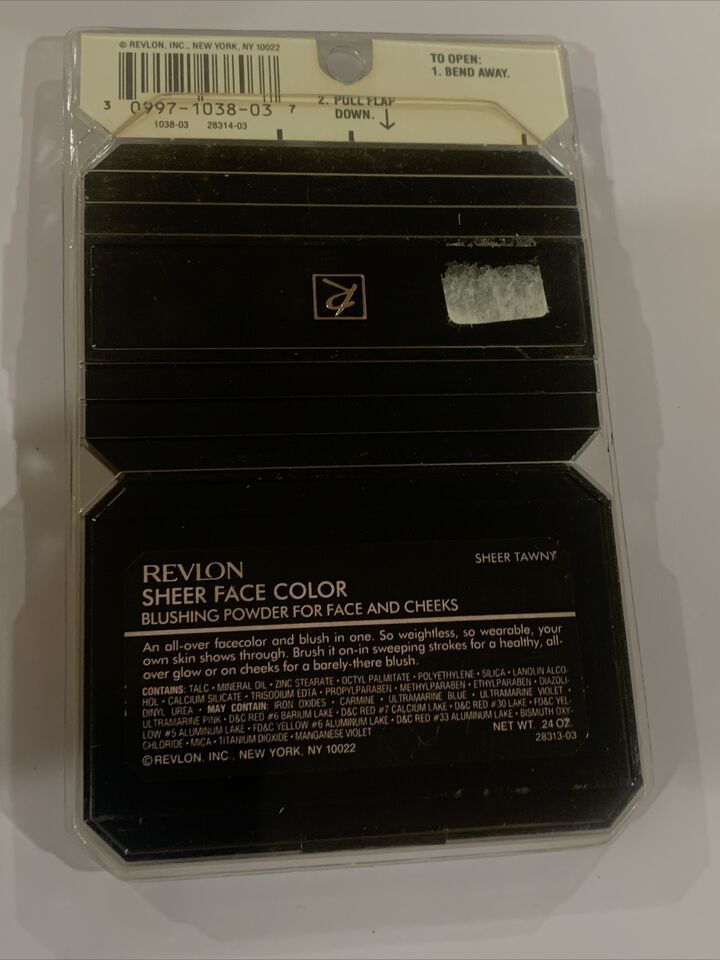 © REVLON, INC., NEW YORK, NY 10022
3 0997-1038-03 7
1038-03 28314-03
TO OPEN:
1. BEND AWAY.
2. PULL FLAP
DOWN.
R
SHEER TAWNY
REVLON
SHEER FACE COLOR
BLUSHING POWDER FOR FACE AND CHEEKS
An all-over facecolor and blush in one. So weightless, so wearable, your
own skin shows through. Brush it on-in sweeping strokes for a healthy, all-
over glow or on cheeks for a barely-there blush.
CONTAINS: TALC • MINERAL OIL • ZINC STEARATE • OCTYL PALMITATE • POLYETHYLENE • SILICA • LANOLIN ALCO-
HOL • CALCIUM SILICATE • TRISODIUM EDTA • PROPYLPARABEN • METHYLPARABEN • ETHYLPARABEN • DIAZOLI-
DINYL UREA • MAY CONTAIN: IRON OXIDES • CARMINE • ULTRAMARINE BLUE • ULTRAMARINE VIOLET •
ULTRAMARINE PINK • D&C RED #6 BARIUM LAKE • D&C RED #7 CALCIUM LAKE • D&C RED #30 LAKE • FD&C YEL-
LOW #5 ALUMINUM LAKE • FD&C YELLOW #6 ALUMINUM LAKE • D&C RED #33 ALUMINUM LAKE • BISMUTH OXY-
CHLORIDE • MICA • TITANIUM DIOXIDE • MANGANESE VIOLET
NET WT. .24 OZ.
© REVLON, INC., NEW YORK, NY 10022
28313-03